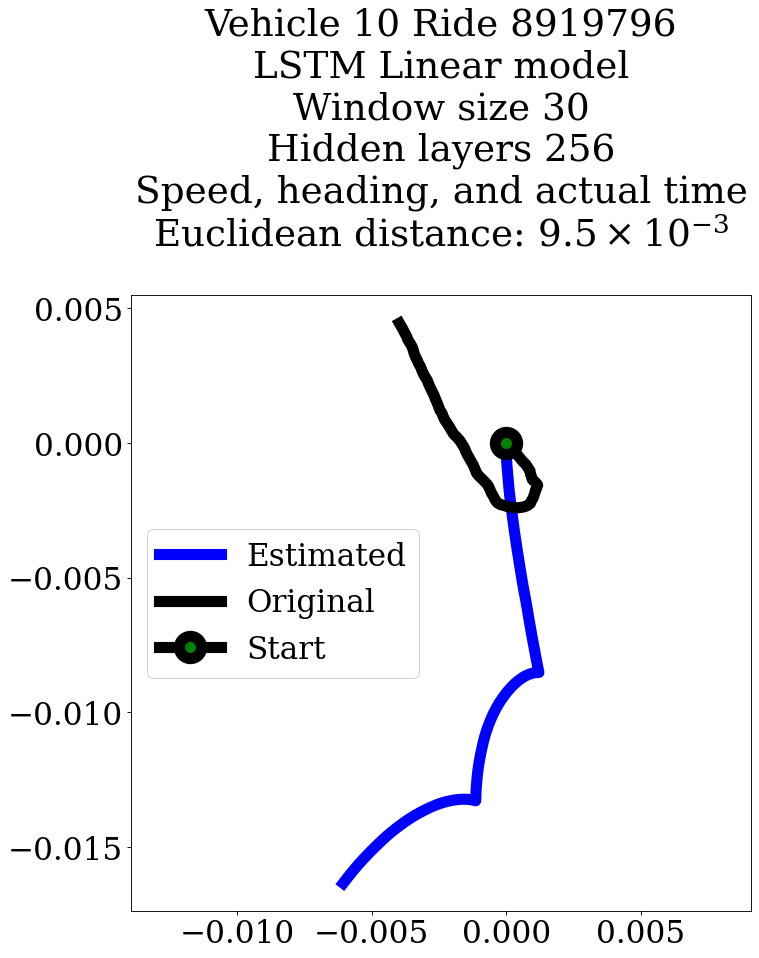 Vehicle 10 Ride 8919796
LSTM Linear model
Window size 30
Hidden layers 256
Speed, heading, and actual time
Euclidean distance: 9.5 × 10⁻³
0.005
0.000
−0.005
−0.010
−0.015
Estimated
Original
Start
−0.010 −0.005 0.000 0.005